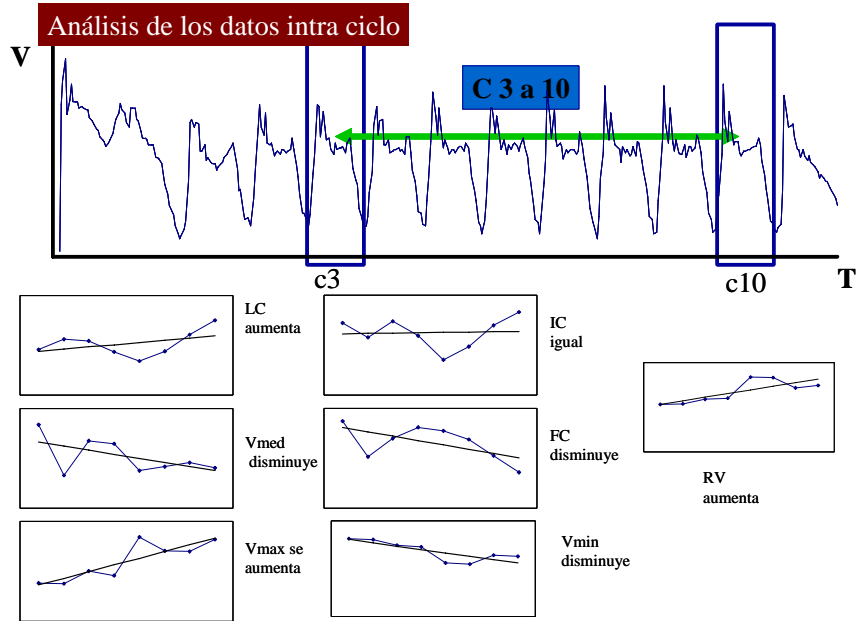 Análisis de los datos intra ciclo
V
C 3 a 10
c3
c10
T
LC
aumenta
IC
igual
Vmed
disminuye
FC
disminuye
RV
aumenta
Vmax se
aumenta
Vmin
disminuye